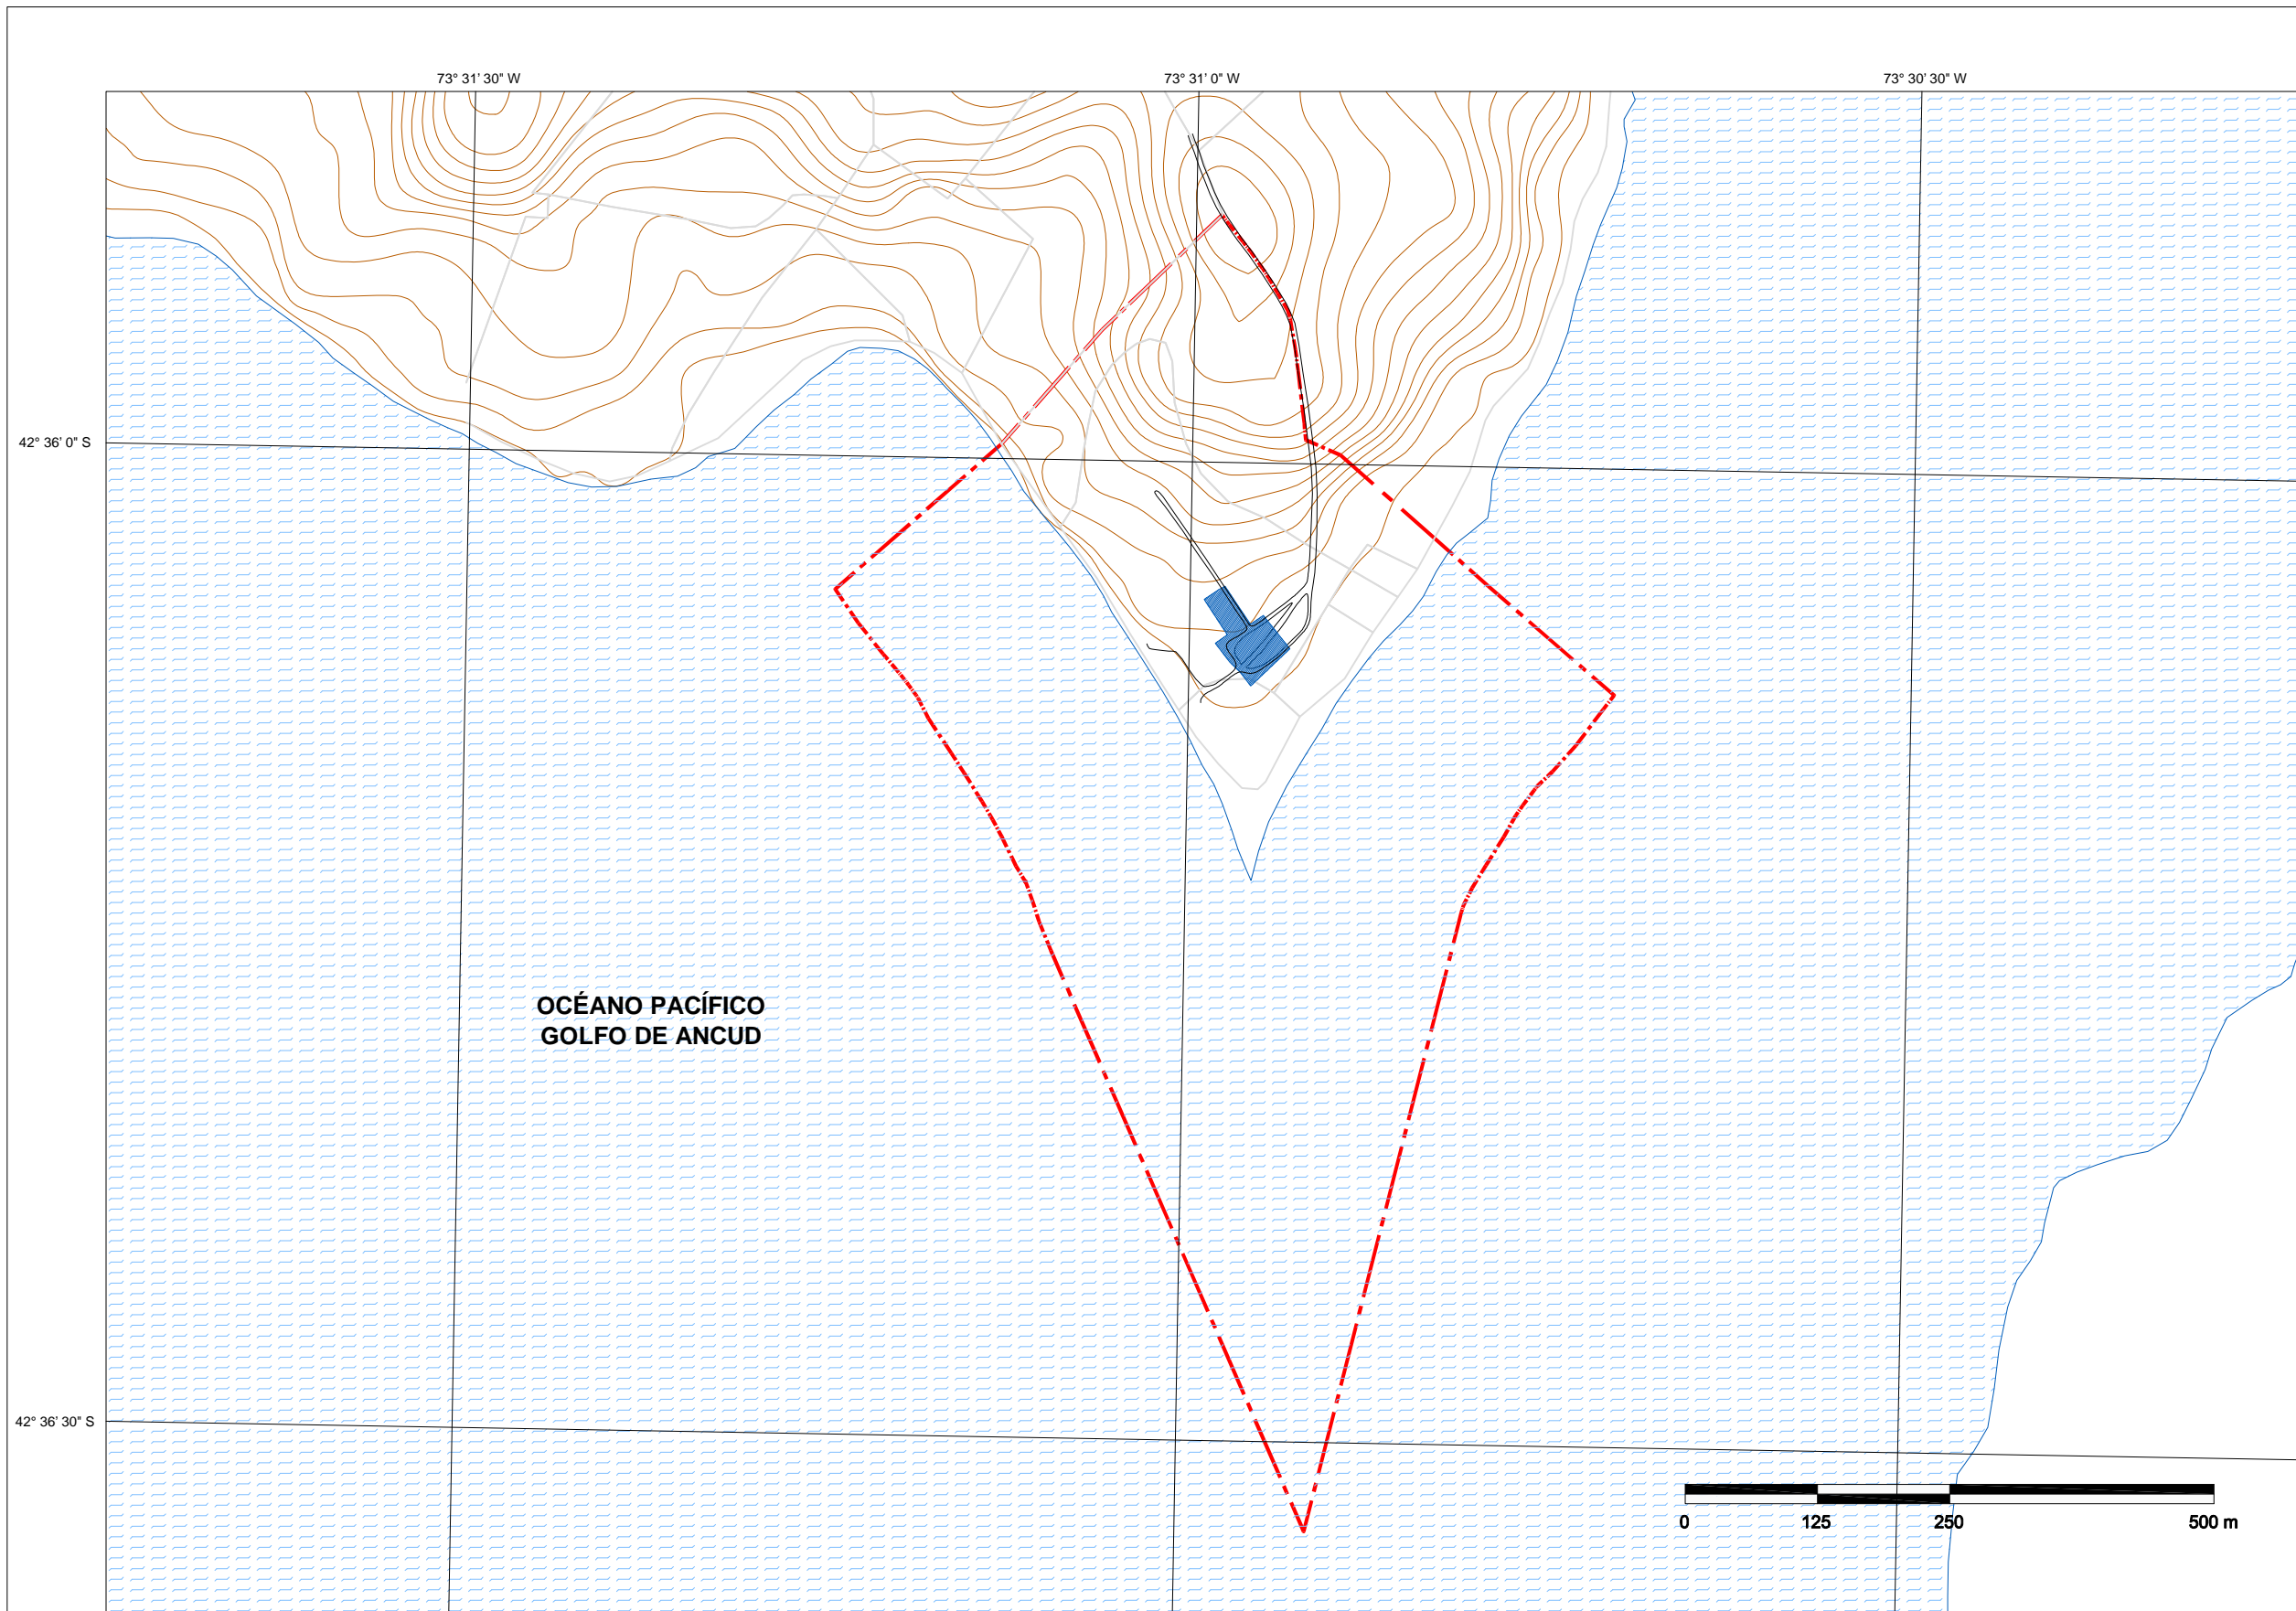 73° 31' 30" W
73° 31' 0" W
73° 30' 30" W
42° 36' 0" S
OCÉANO PACÍFICO
GOLFO DE ANCUD
42° 36' 30" S
0
125
250
500 m